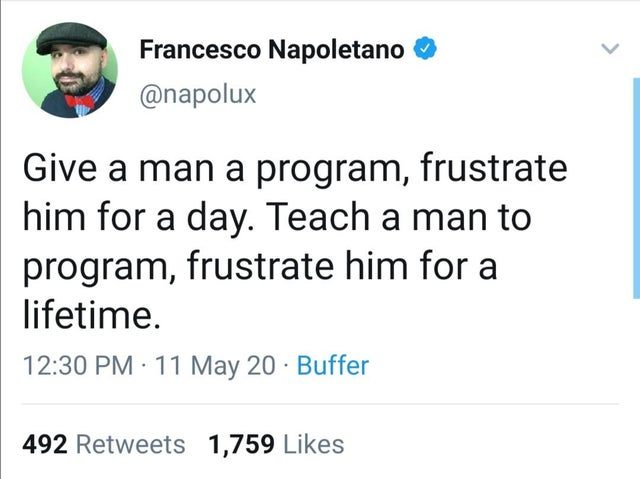 Francesco Napoletano
@napolux
Give a man a program, frustrate
him for a day. Teach a man to
program, frustrate him for a
lifetime.
12:30 PM · 11 May 20 · Buffer
492 Retweets 1,759 Likes